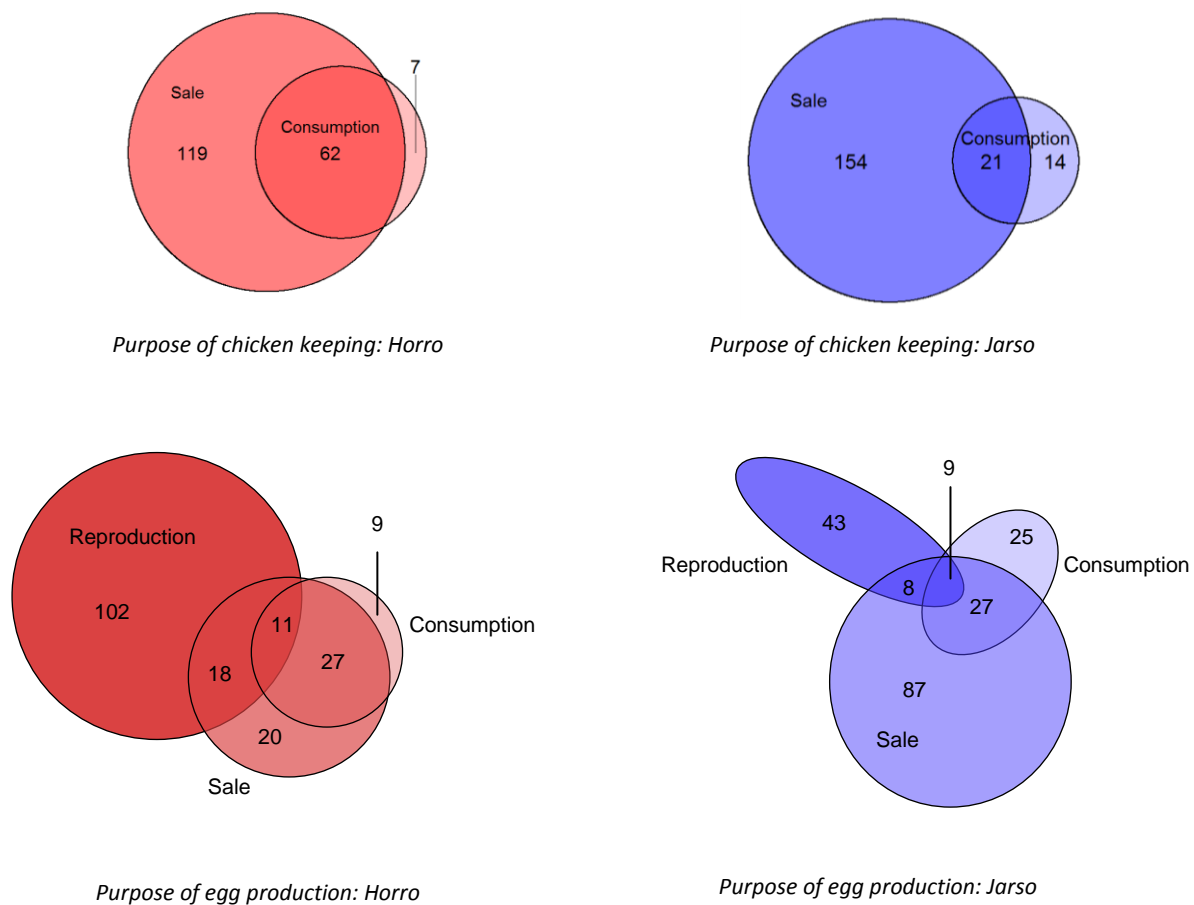 7
Sale
Consumption
119
62
Purpose of chicken keeping: Horro
Sale
Consumption
154
21
14
Purpose of chicken keeping: Jarso
9
Reproduction
102
11
Consumption
18
27
20
Sale
Purpose of egg production: Horro
9
43
25
Reproduction
Consumption
8
27
87
Sale
Purpose of egg production: Jarso